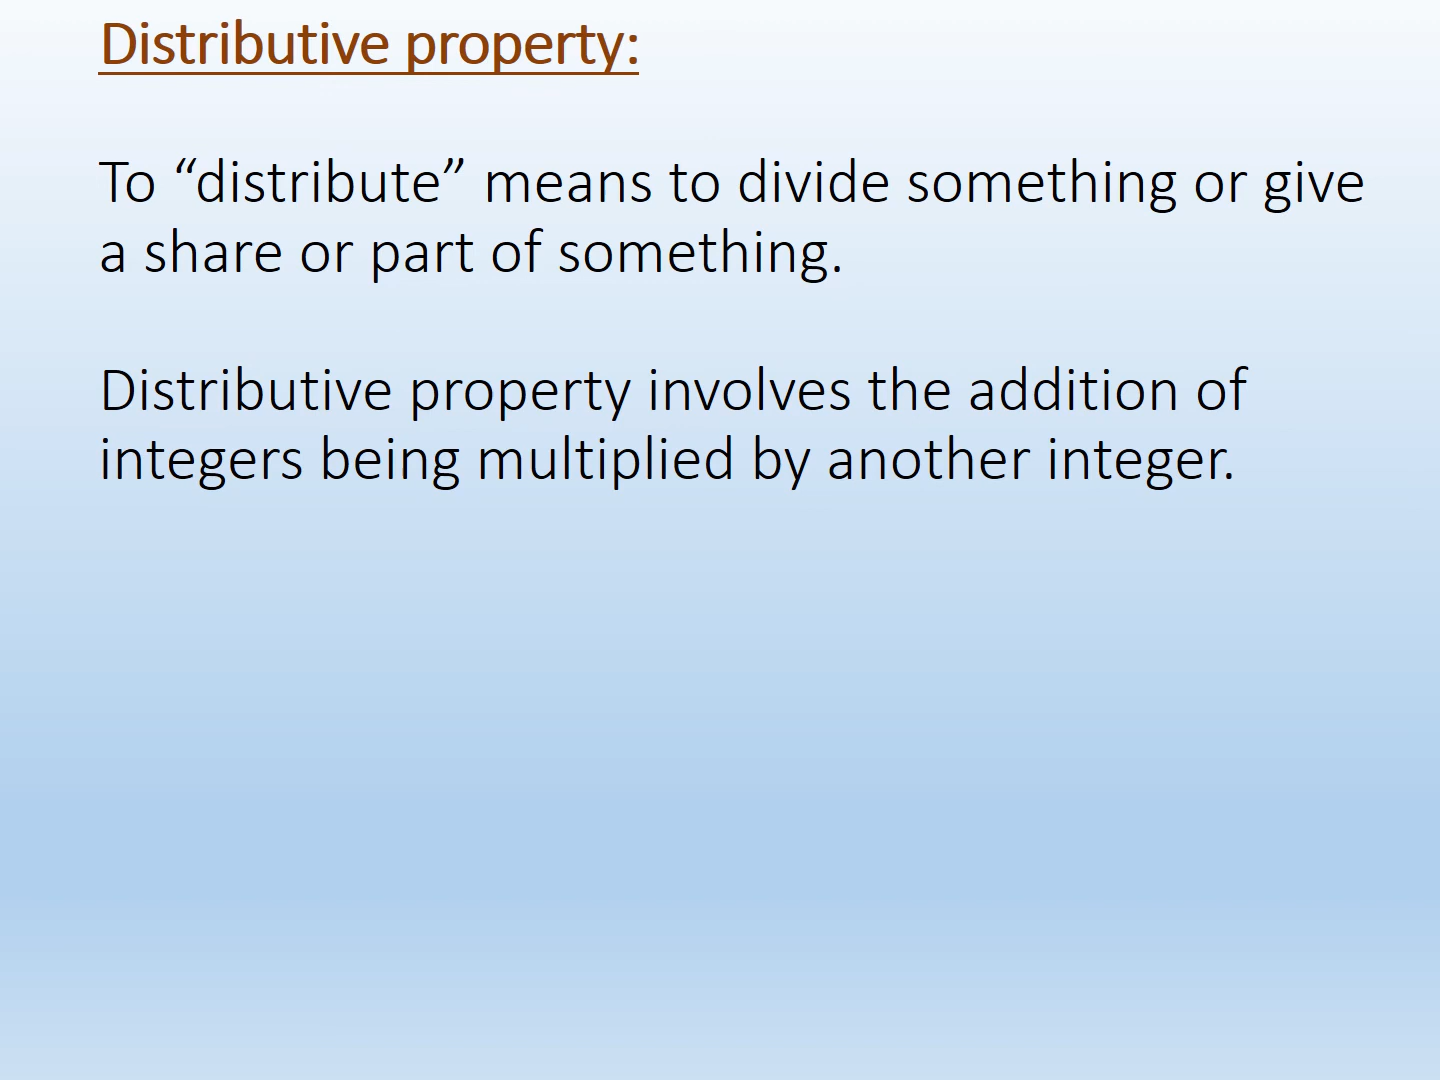 Distributive property:
To “distribute” means to divide something or give
a share or part of something.
Distributive property involves the addition of
integers being multiplied by another integer.